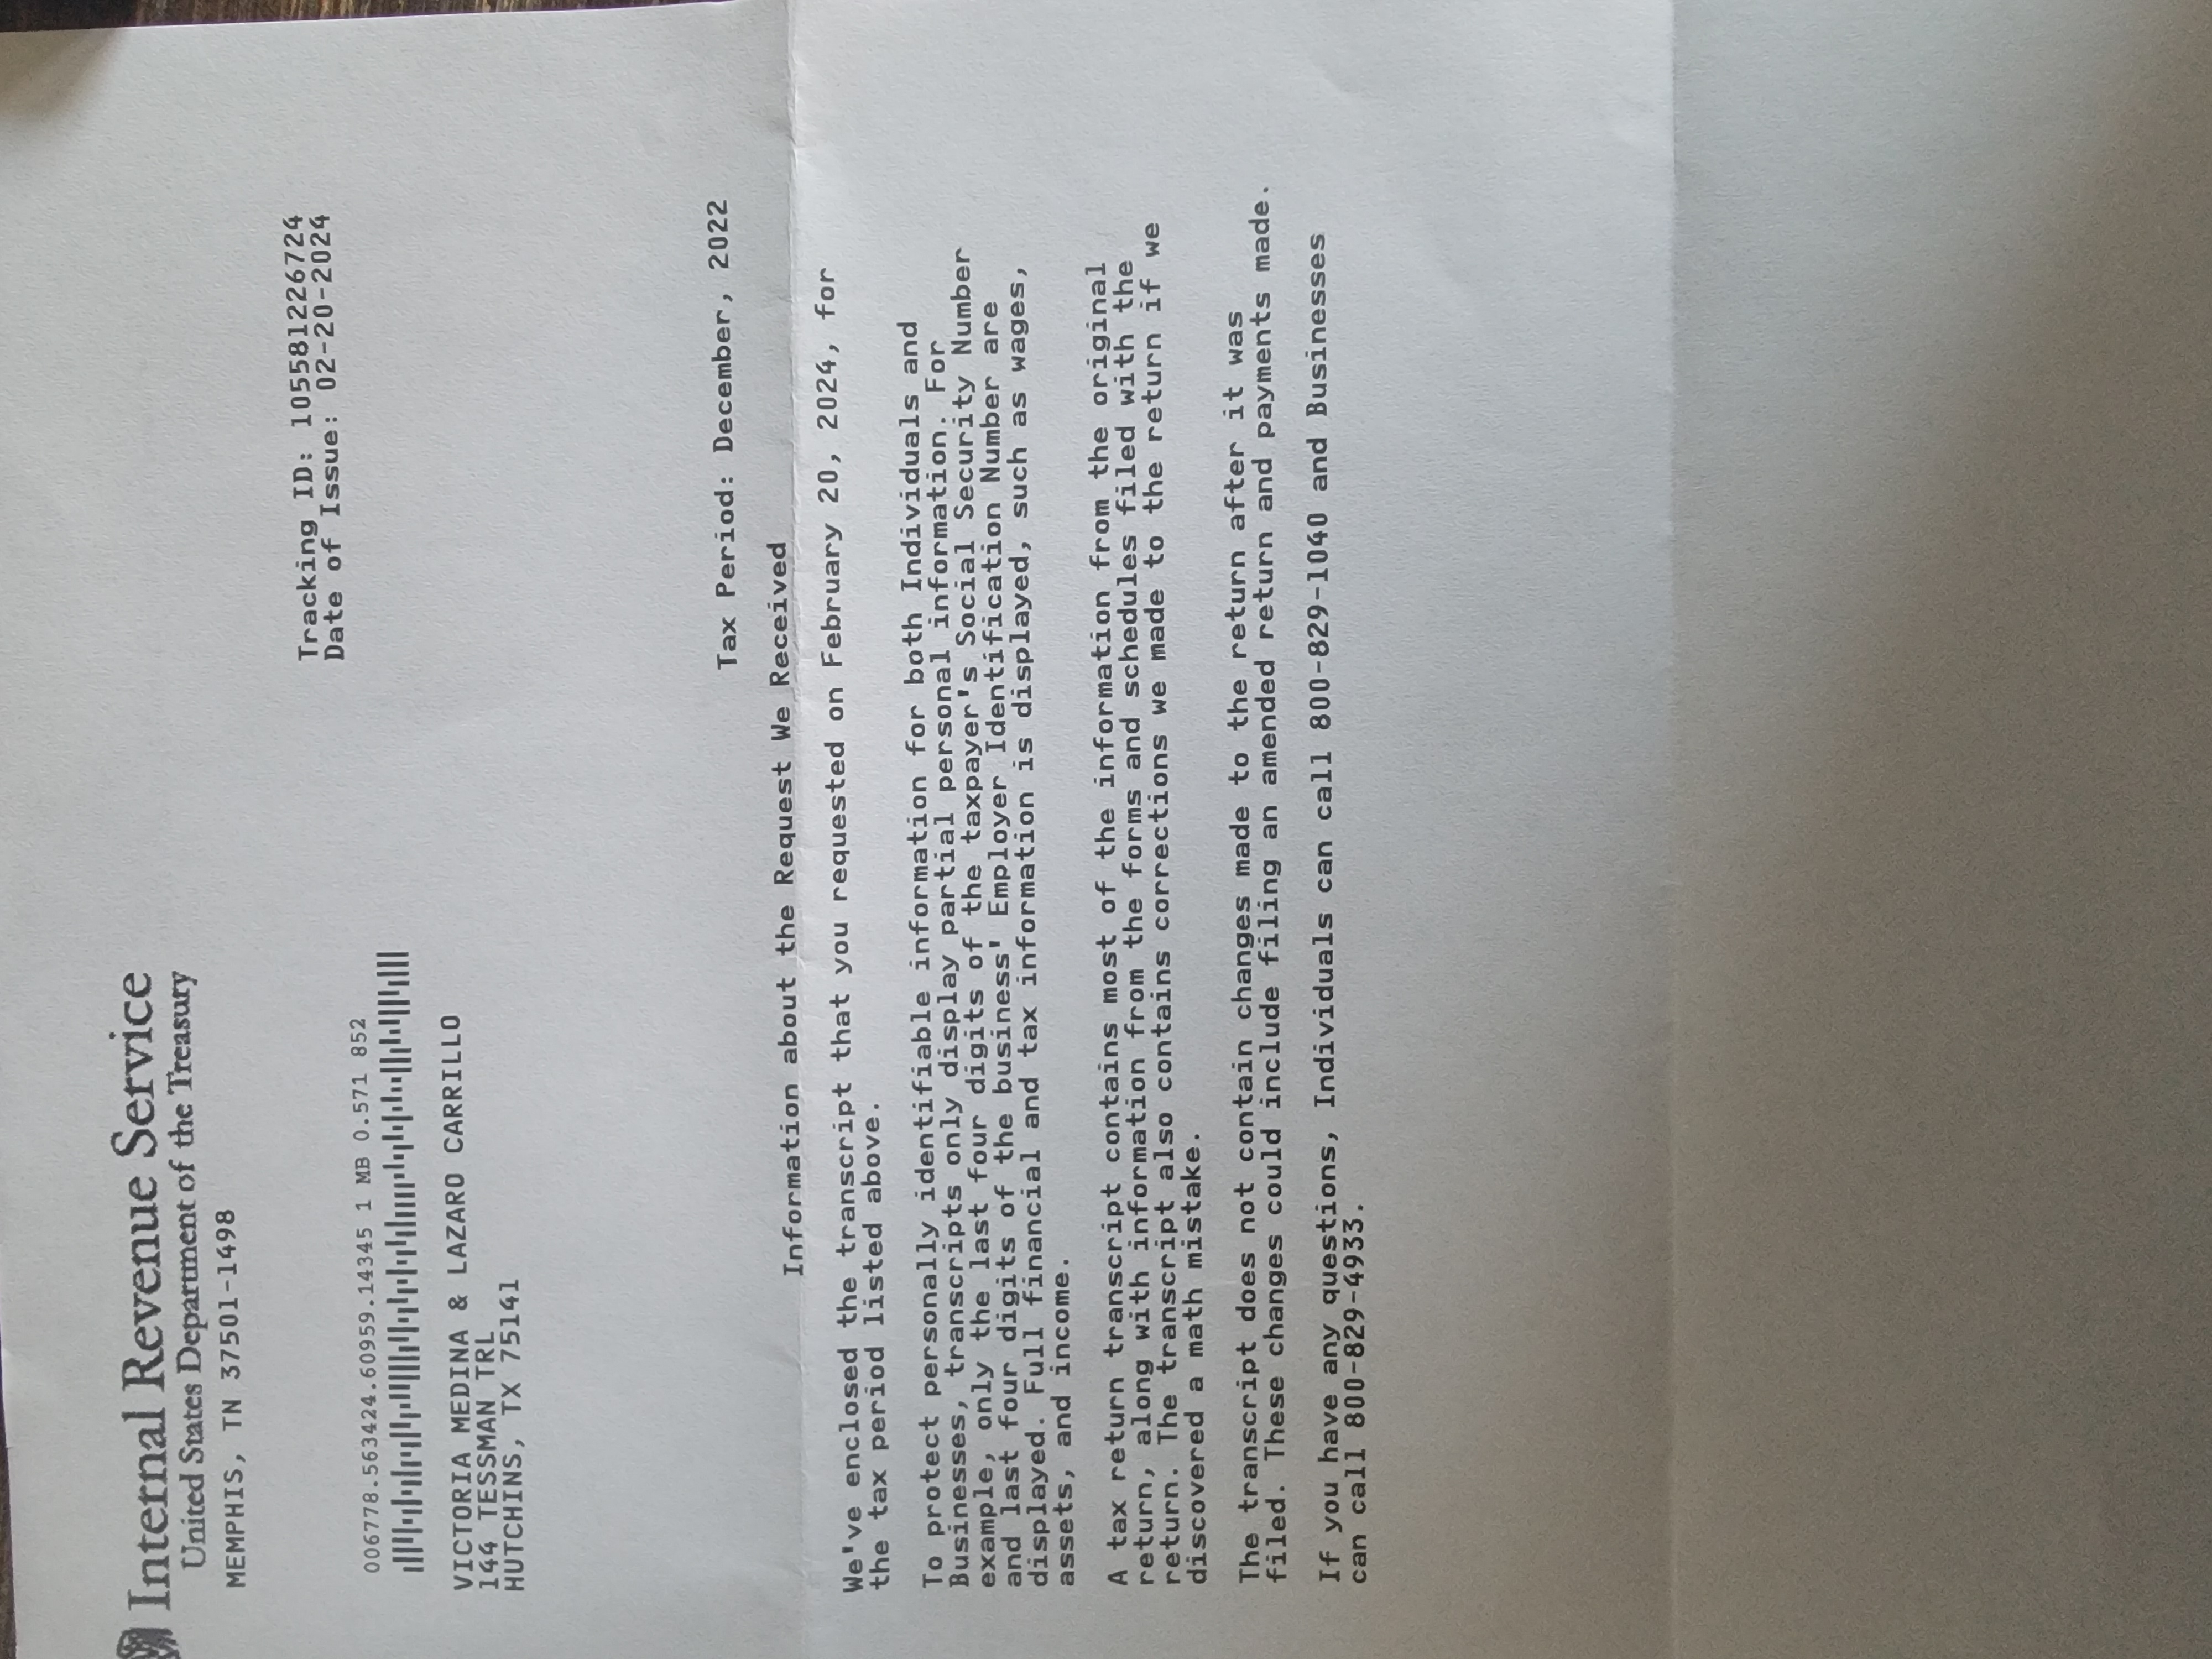 Internal Revenue Service
United States Department of the Treasury
MEMPHIS, TN 37501-1498
Tracking ID: 105581226724
Date of Issue: 02-20-2024
006778.563424.60959.14345 1 MB 0.571 852
VICTORIA MEDINA & LAZARO CARRILLO
144 TESSMAN TRL
HUTCHINS, TX 75141
Tax Period: December, 2022
Information about the Request We Received
We've enclosed the transcript that you requested on February 20, 2024, for
the tax period listed above.
To protect personally identifiable information for both Individuals and
Businesses, transcripts only display partial personal information. For
example, only the last four digits of the taxpayer's Social Security Number
and last four digits of the business' Employer Identification Number are
displayed. Full financial and tax information is displayed, such as wages,
assets, and income.
A tax return transcript contains most of the information from the original
return, along with information from the forms and schedules filed with the
return. The transcript also contains corrections we made to the return if we
discovered a math mistake.
The transcript does not contain changes made to the return after it was
filed. These changes could include filing an amended return and payments made.
If you have any questions, Individuals can call 800-829-1040 and Businesses
can call 800-829-4933.